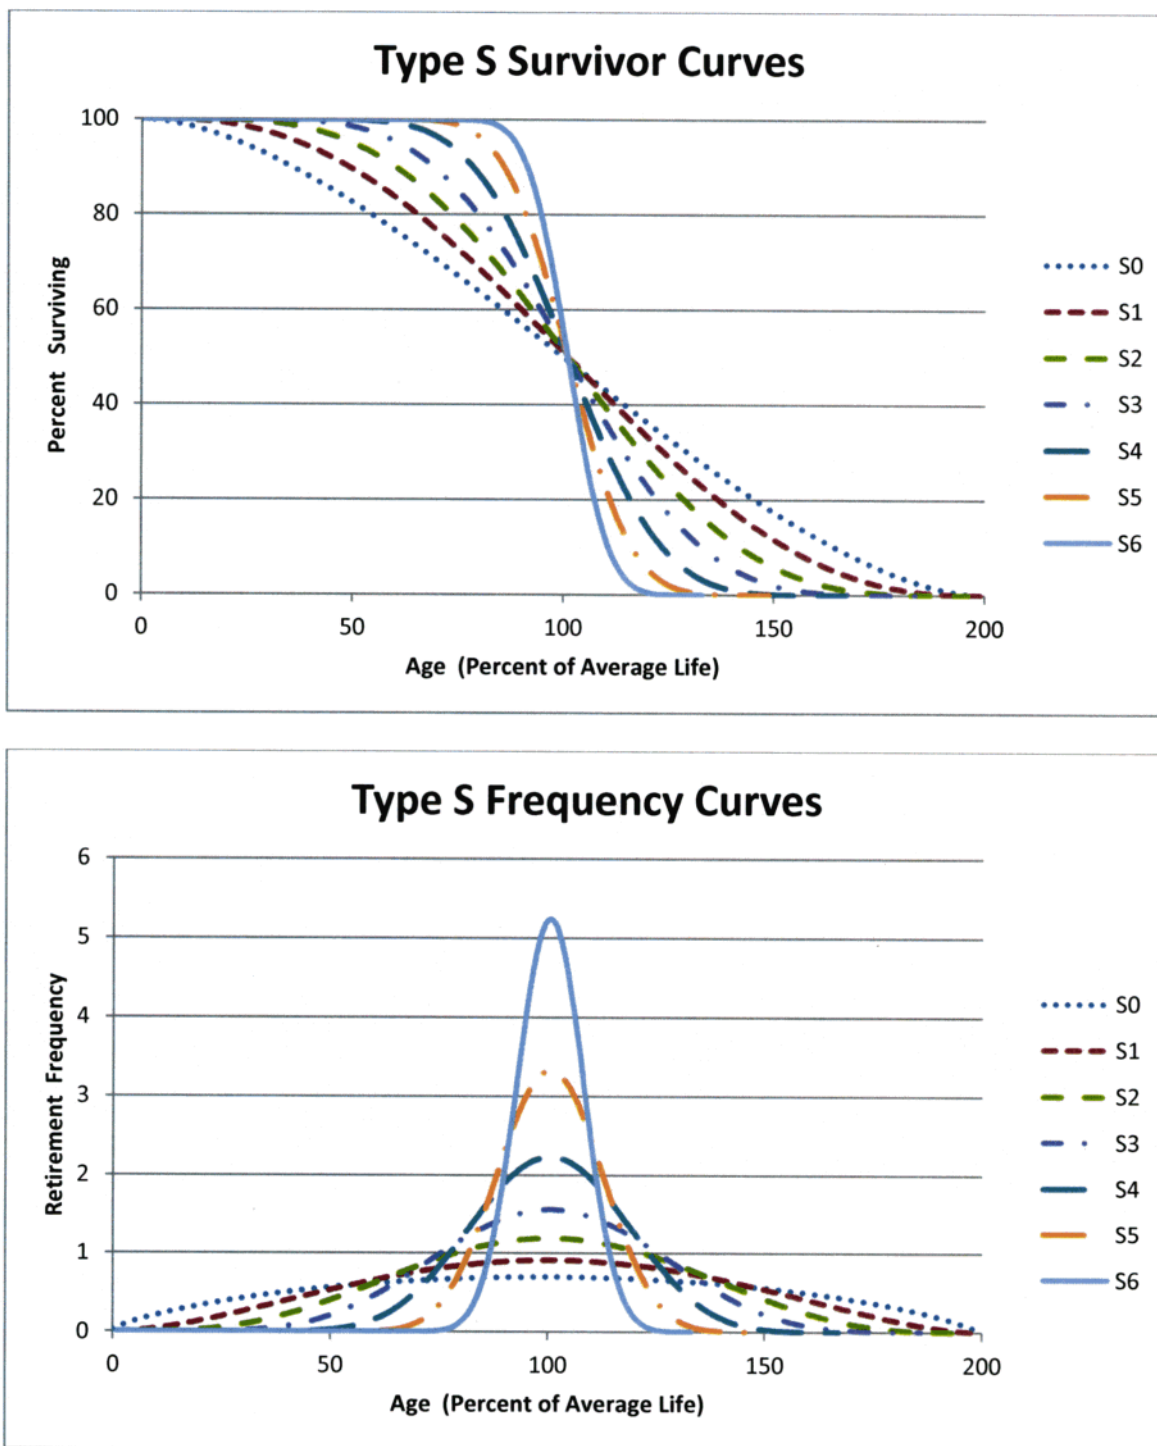 Type S Survivor Curves
100
80
60
40
20
0
Percent Surviving
0 50 100 150 200
Age (Percent of Average Life)
S0
S1
S2
S3
S4
S5
S6
Type S Frequency Curves
6
5
4
3
2
1
0
Retirement Frequency
0 50 100 150 200
Age (Percent of Average Life)
S0
S1
S2
S3
S4
S5
S6